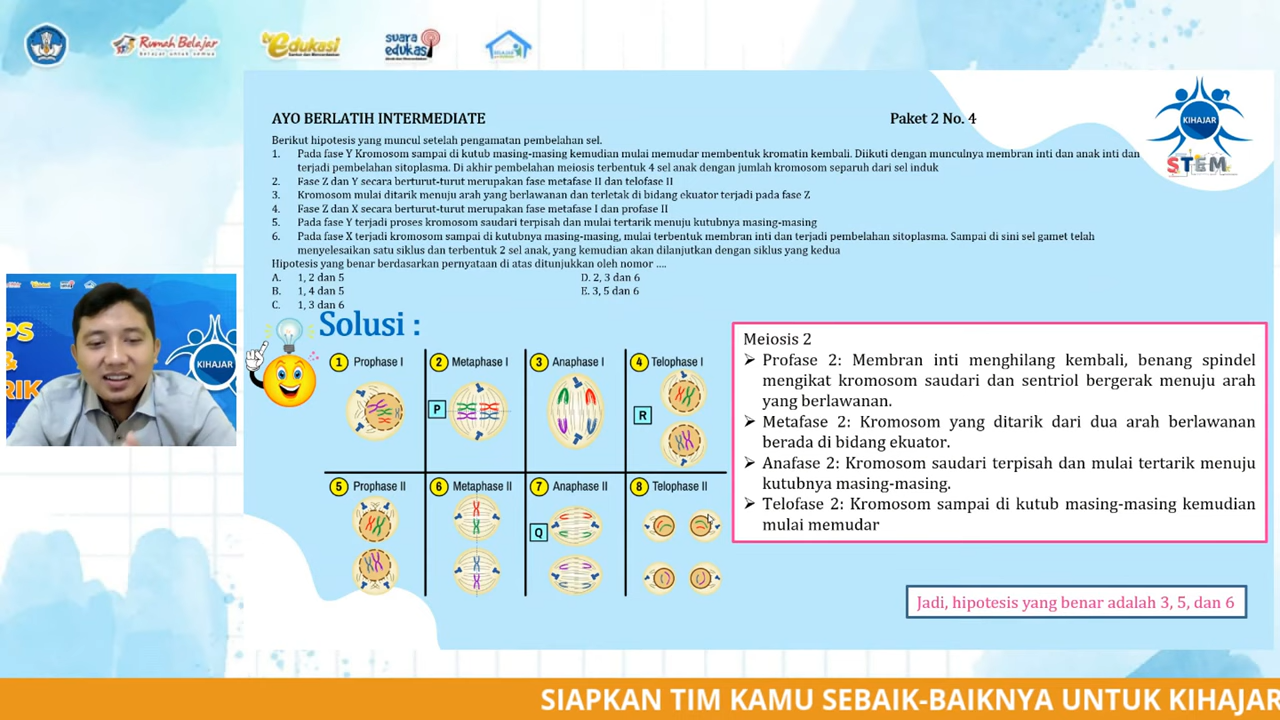 Rumah Belajar
Belajar untuk semua
tv Edukasi
suara
edukasi
AYO BERLATIH INTERMEDIATE
Paket 2 No. 4
KIHAJAR
STEM
Berikut hipotesis yang muncul setelah pengamatan pembelahan sel.
1. Pada fase Y Kromosom sampai di kutub masing-masing kemudian mulai memudar membentuk kromatin kembali. Diikuti dengan munculnya membran inti dan anak inti dan
terjadi pembelahan sitoplasma. Di akhir pembelahan meiosis terbentuk 4 sel anak dengan jumlah kromosom separuh dari sel induk
2. Fase Z dan Y secara berturut-turut merupakan fase metafase II dan telofase II
3. Kromosom mulai ditarik menuju arah yang berlawanan dan terletak di bidang ekuator terjadi pada fase Z
4. Fase Z dan X secara berturut-turut merupakan fase metafase I dan profase II
5. Pada fase Y terjadi proses kromosom saudari terpisah dan mulai tertarik menuju kutubnya masing-masing
6. Pada fase X terjadi kromosom sampai di kutubnya masing-masing, mulai terbentuk membran inti dan terjadi pembelahan sitoplasma. Sampai di sini sel gamet telah
menyelesaikan satu siklus dan terbentuk 2 sel anak, yang kemudian akan dilanjutkan dengan siklus yang kedua
Hipotesis yang benar berdasarkan pernyataan di atas ditunjukkan oleh nomor ....
A. 1, 2 dan 5
D. 2, 3 dan 6
B. 1, 4 dan 5
E. 3, 5 dan 6
C. 1, 3 dan 6
Solusi :
1 Prophase I
2 Metaphase I
3 Anaphase I
4 Telophase I
P
R
5 Prophase II
6 Metaphase II
7 Anaphase II
8 Telophase II
Q
Meiosis 2
➢ Profase 2: Membran inti menghilang kembali, benang spindel
mengikat kromosom saudari dan sentriol bergerak menuju arah
yang berlawanan.
➢ Metafase 2: Kromosom yang ditarik dari dua arah berlawanan
berada di bidang ekuator.
➢ Anafase 2: Kromosom saudari terpisah dan mulai tertarik menuju
kutubnya masing-masing.
➢ Telofase 2: Kromosom sampai di kutub masing-masing kemudian
mulai memudar
Jadi, hipotesis yang benar adalah 3, 5, dan 6
PS
&
RIK
KIHAJAR
SIAPKAN TIM KAMU SEBAIK-BAIKNYA UNTUK KIHAJAR